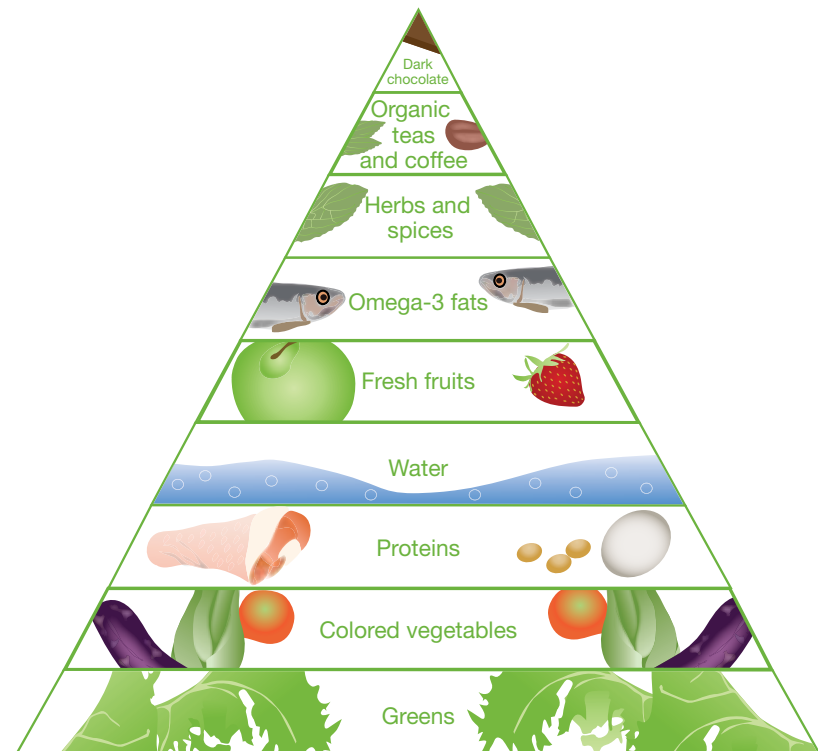 Dark
chocolate
Organic
teas
and coffee
Herbs and
spices
Omega-3 fats
Fresh fruits
Water
Proteins
Colored vegetables
Greens